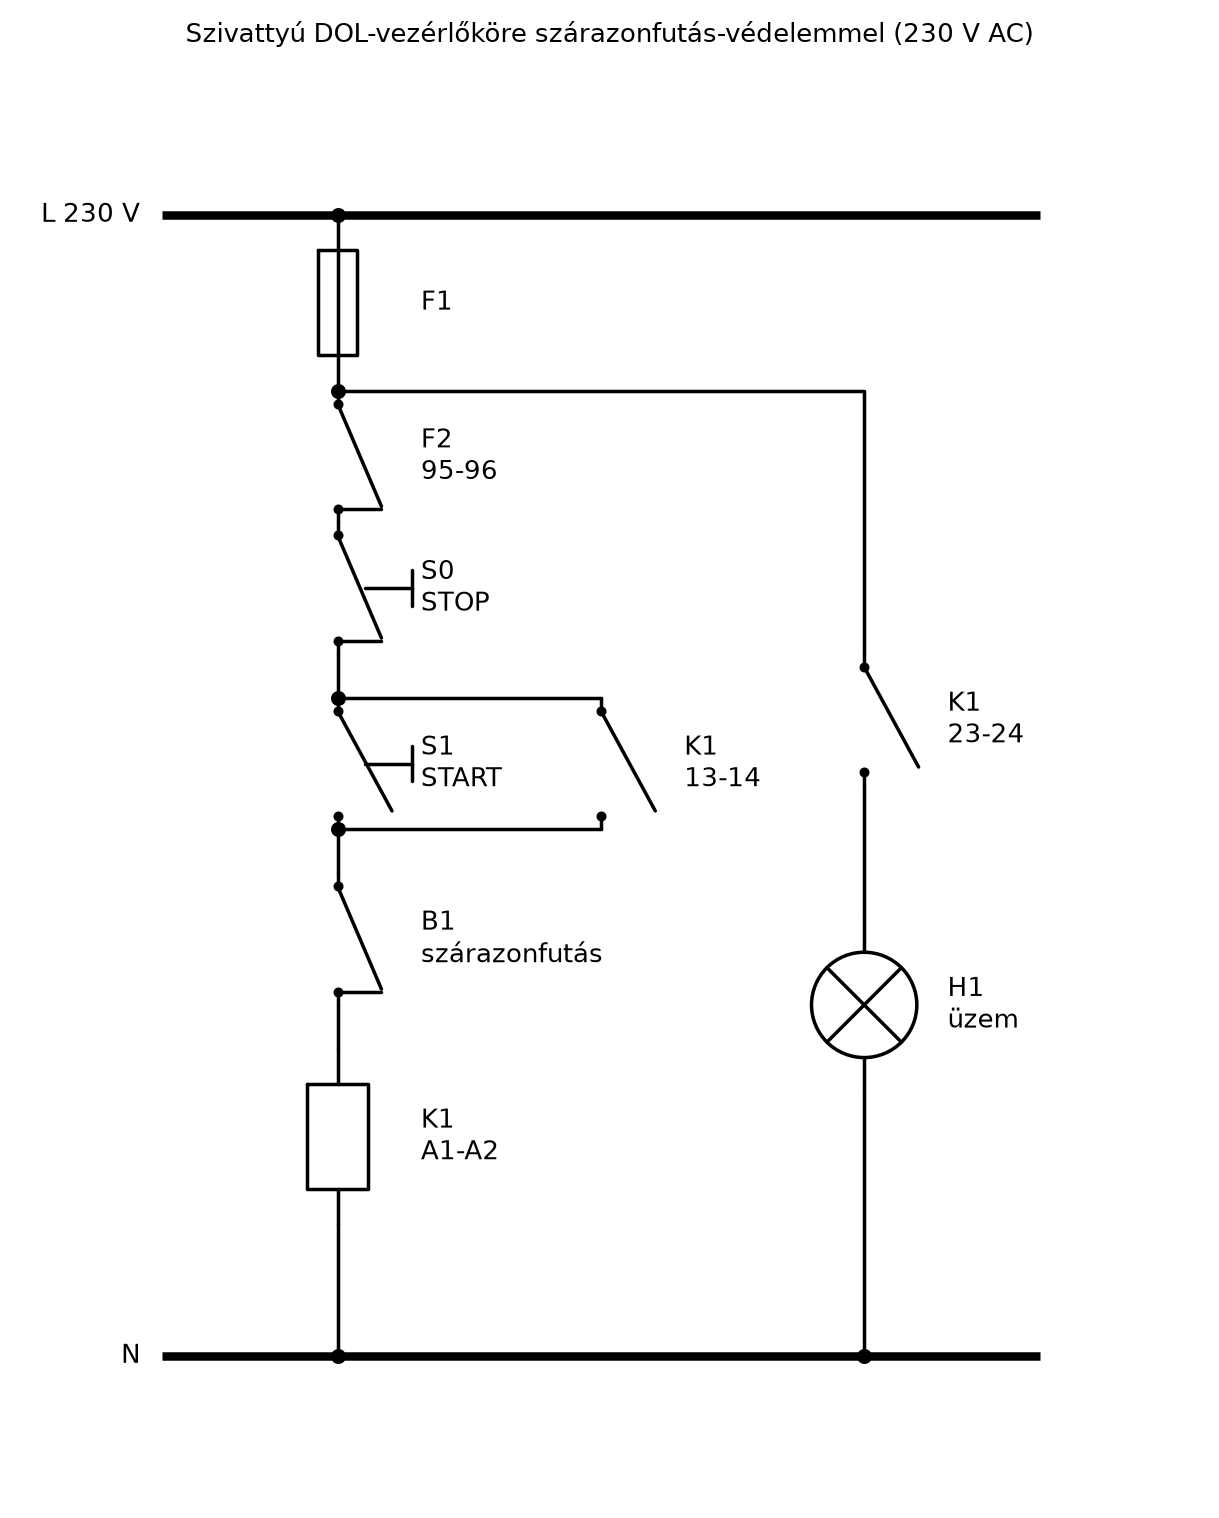 Szivattyú DOL-vezérlőköre szárazonfutás-védelemmel (230 V AC)
L 230 V
F1
F2
95-96
S0
STOP
S1
START
K1
13-14
K1
23-24
B1
szárazonfutás
H1
üzem
K1
A1-A2
N